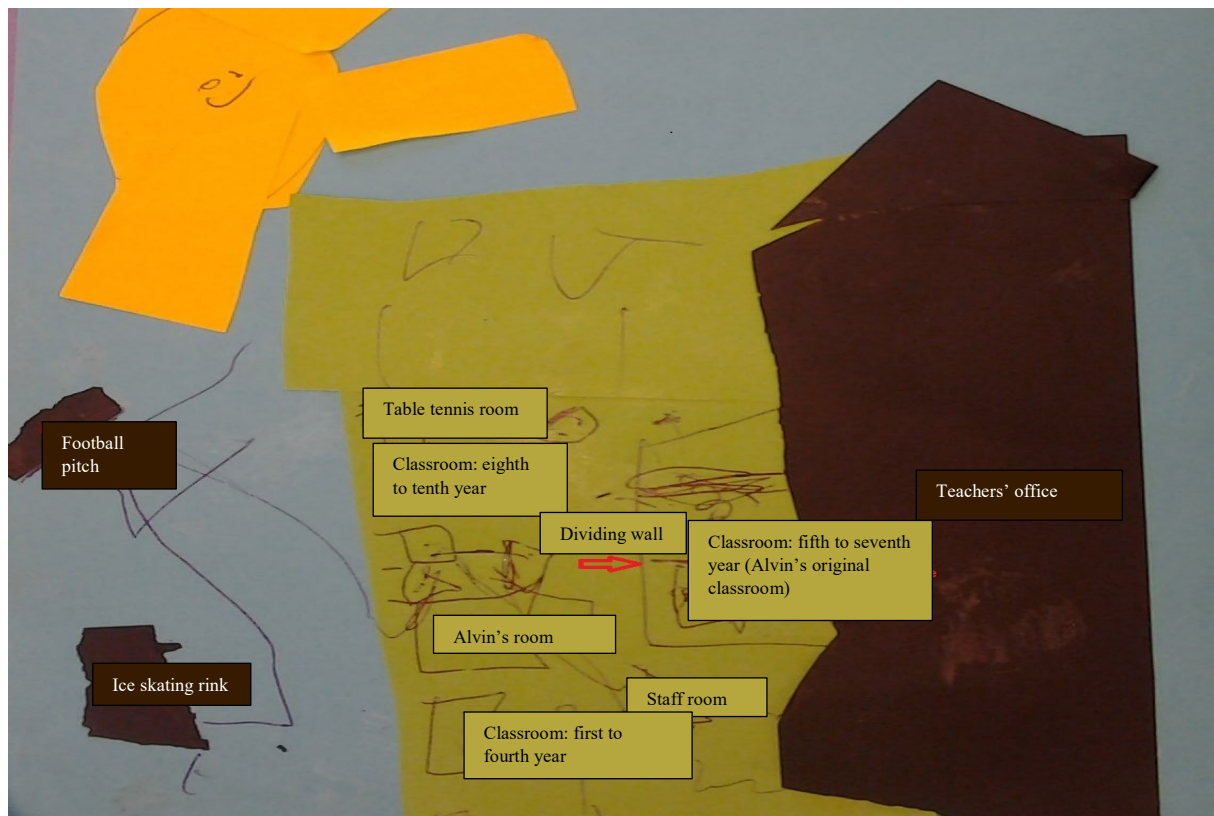 Table tennis room
Football
pitch
Classroom: eighth
to tenth year
Teachers’ office
Dividing wall
Classroom: fifth to seventh
year (Alvin’s original
classroom)
Alvin’s room
Ice skating rink
Staff room
Classroom: first to
fourth year